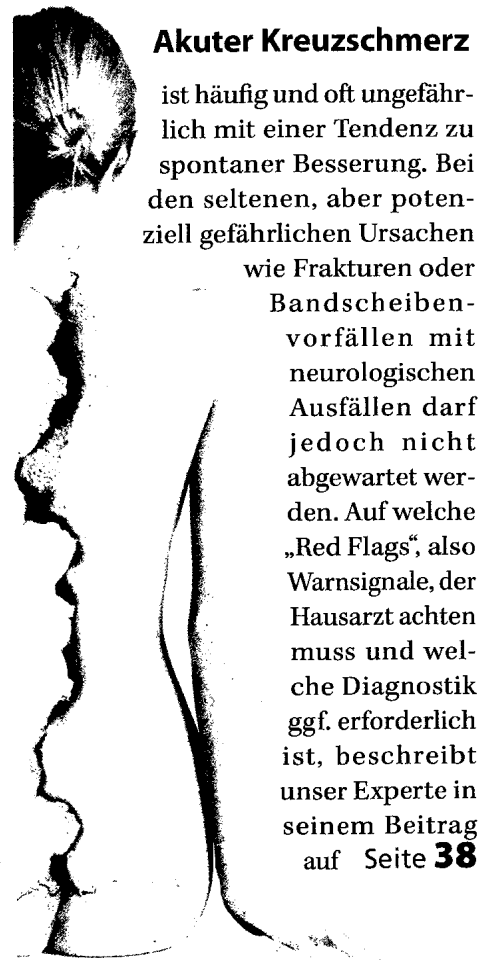 Akuter Kreuzschmerz
ist häufig und oft ungefähr-
lich mit einer Tendenz zu
spontaner Besserung. Bei
den seltenen, aber poten-
ziell gefährlichen Ursachen
wie Frakturen oder
Bandscheiben-
vorfällen mit
neurologischen
Ausfällen darf
jedoch nicht
abgewartet wer-
den. Auf welche
„Red Flags“, also
Warnsignale, der
Hausarzt achten
muss und wel-
che Diagnostik
ggf. erforderlich
ist, beschreibt
unser Experte in
seinem Beitrag
auf Seite 38